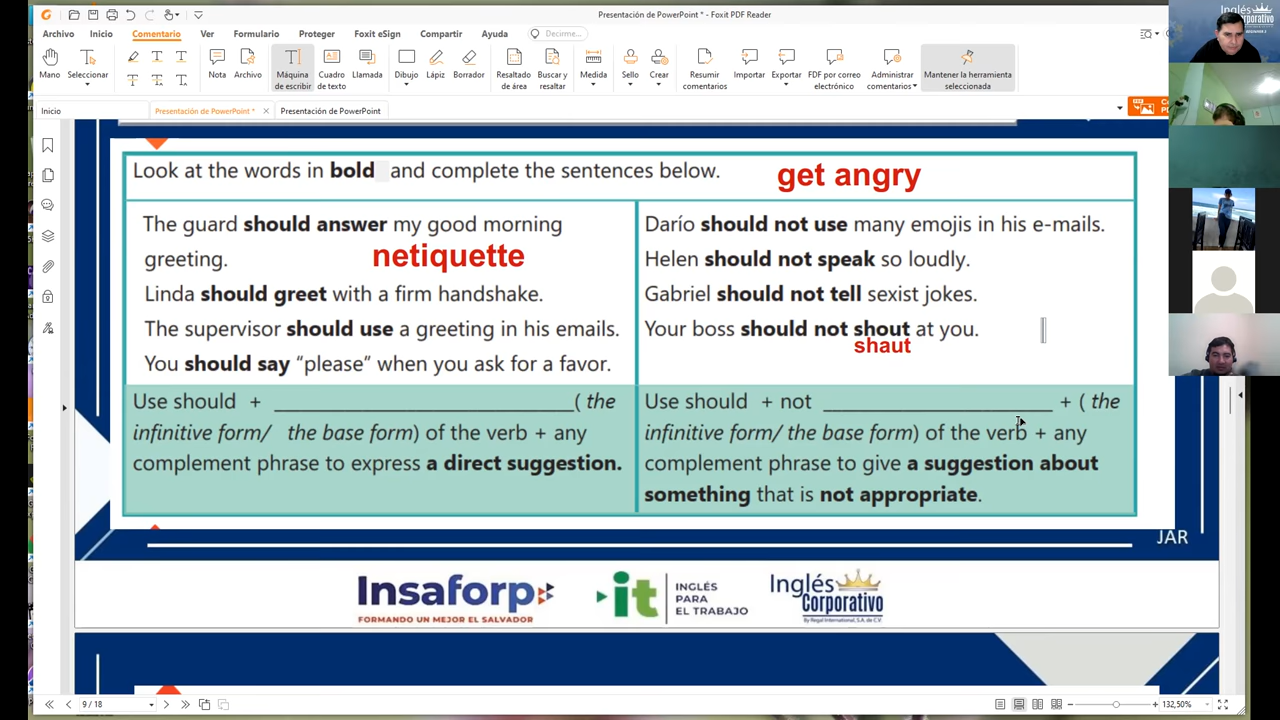 Presentación de PowerPoint * - Foxit PDF Reader
Archivo Inicio Comentario Ver Formulario Proteger Foxit eSign Compartir Ayuda Decirme...
Mano Seleccionar Nota Archivo Máquina de escribir Cuadro de texto Llamada Dibujo Lápiz Borrador Resaltado de área Buscar y resaltar Medida Sello Crear Resumir comentarios Importar Exportar FDF por correo electrónico Administrar comentarios Mantener la herramienta seleccionada
Inicio Presentación de PowerPoint * Presentación de PowerPoint
Inglés Corporativo
Look at the words in bold and complete the sentences below.
get angry
The guard should answer my good morning
greeting.
netiquette
Linda should greet with a firm handshake.
The supervisor should use a greeting in his emails.
You should say “please” when you ask for a favor.
Darío should not use many emojis in his e-mails.
Helen should not speak so loudly.
Gabriel should not tell sexist jokes.
Your boss should not shout at you.
shaut
Use should + ____________________________( the
infinitive form/ the base form) of the verb + any
complement phrase to express a direct suggestion.
Use should + not ______________________ + ( the
infinitive form/ the base form) of the verb + any
complement phrase to give a suggestion about
something that is not appropriate.
JAR
Insaforp
FORMANDO UN MEJOR EL SALVADOR
it
INGLÉS
PARA
EL TRABAJO
Inglés
Corporativo
By Regal International, S.A. de C.V.
9 / 18
132,50%